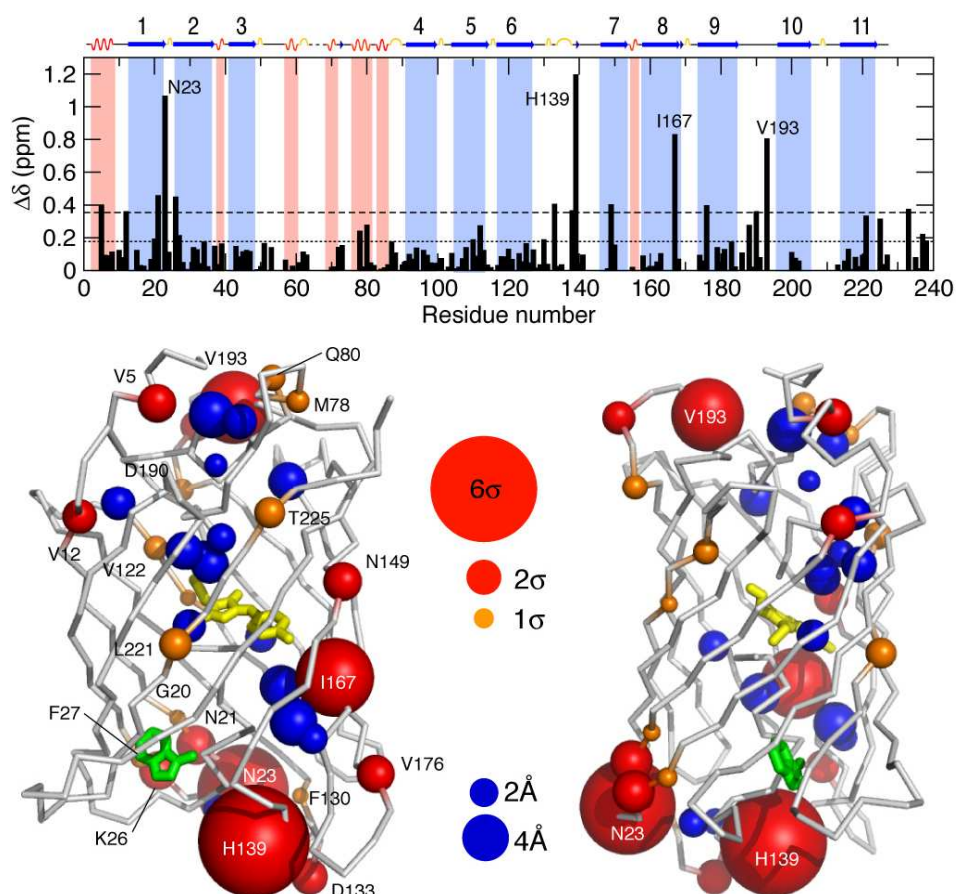 1 2 3 4 5 6 7 8 9 10 11
1.2
1
0.8
0.6
0.4
0.2
0
Δδ (ppm)
N23
H139
I167
V193
0 20 40 60 80 100 120 140 160 180 200 220 240
Residue number
V193
Q80
V5
M78
D190
T225
V12
V122
N149
L221
I167
G20
F27
N21
N23
V176
F130
K26
H139
D133
6σ
2σ
1σ
2Å
4Å
V193
N23
H139